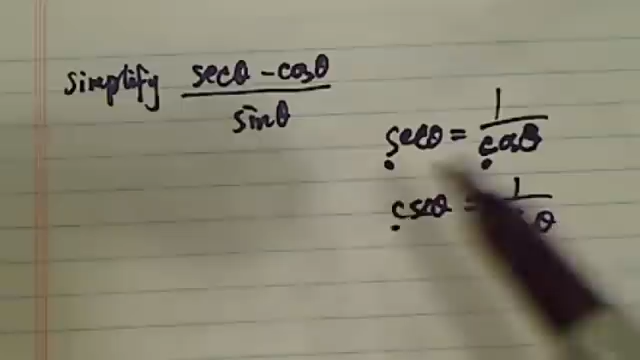 simplify secθ - cosθ
sinθ
secθ = 1
cosθ
cscθ = 1
θ